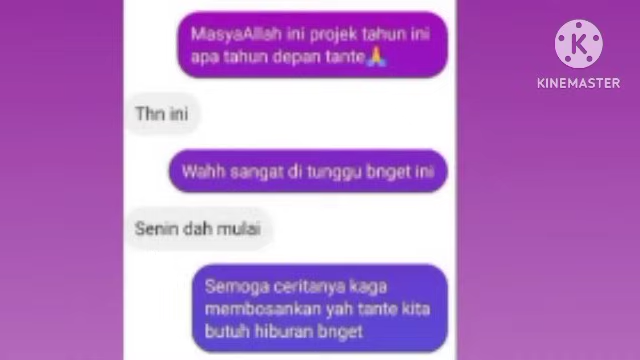 MasyaAllah ini projek tahun ini
apa tahun depan tante🙏
KINEMASTER
Thn ini
Wahh sangat di tunggu bnget ini
Senin dah mulai
Semoga ceritanya kaga
membosankan yah tante kita
butuh hiburan bnget